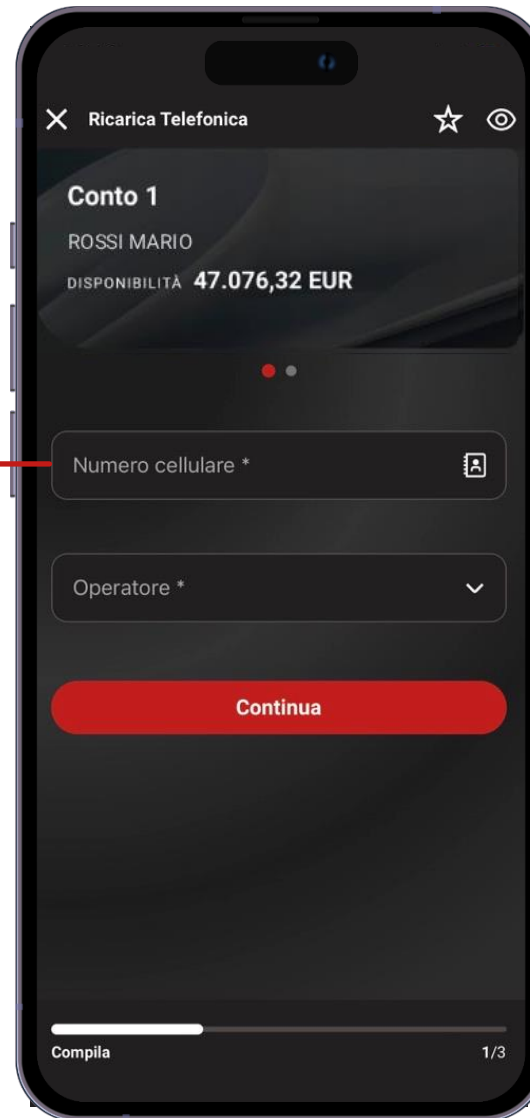 Ricarica Telefonica
Conto 1
ROSSI MARIO
DISPONIBILITÀ 47.076,32 EUR
Numero cellulare *
Operatore *
Continua
Compila 1/3